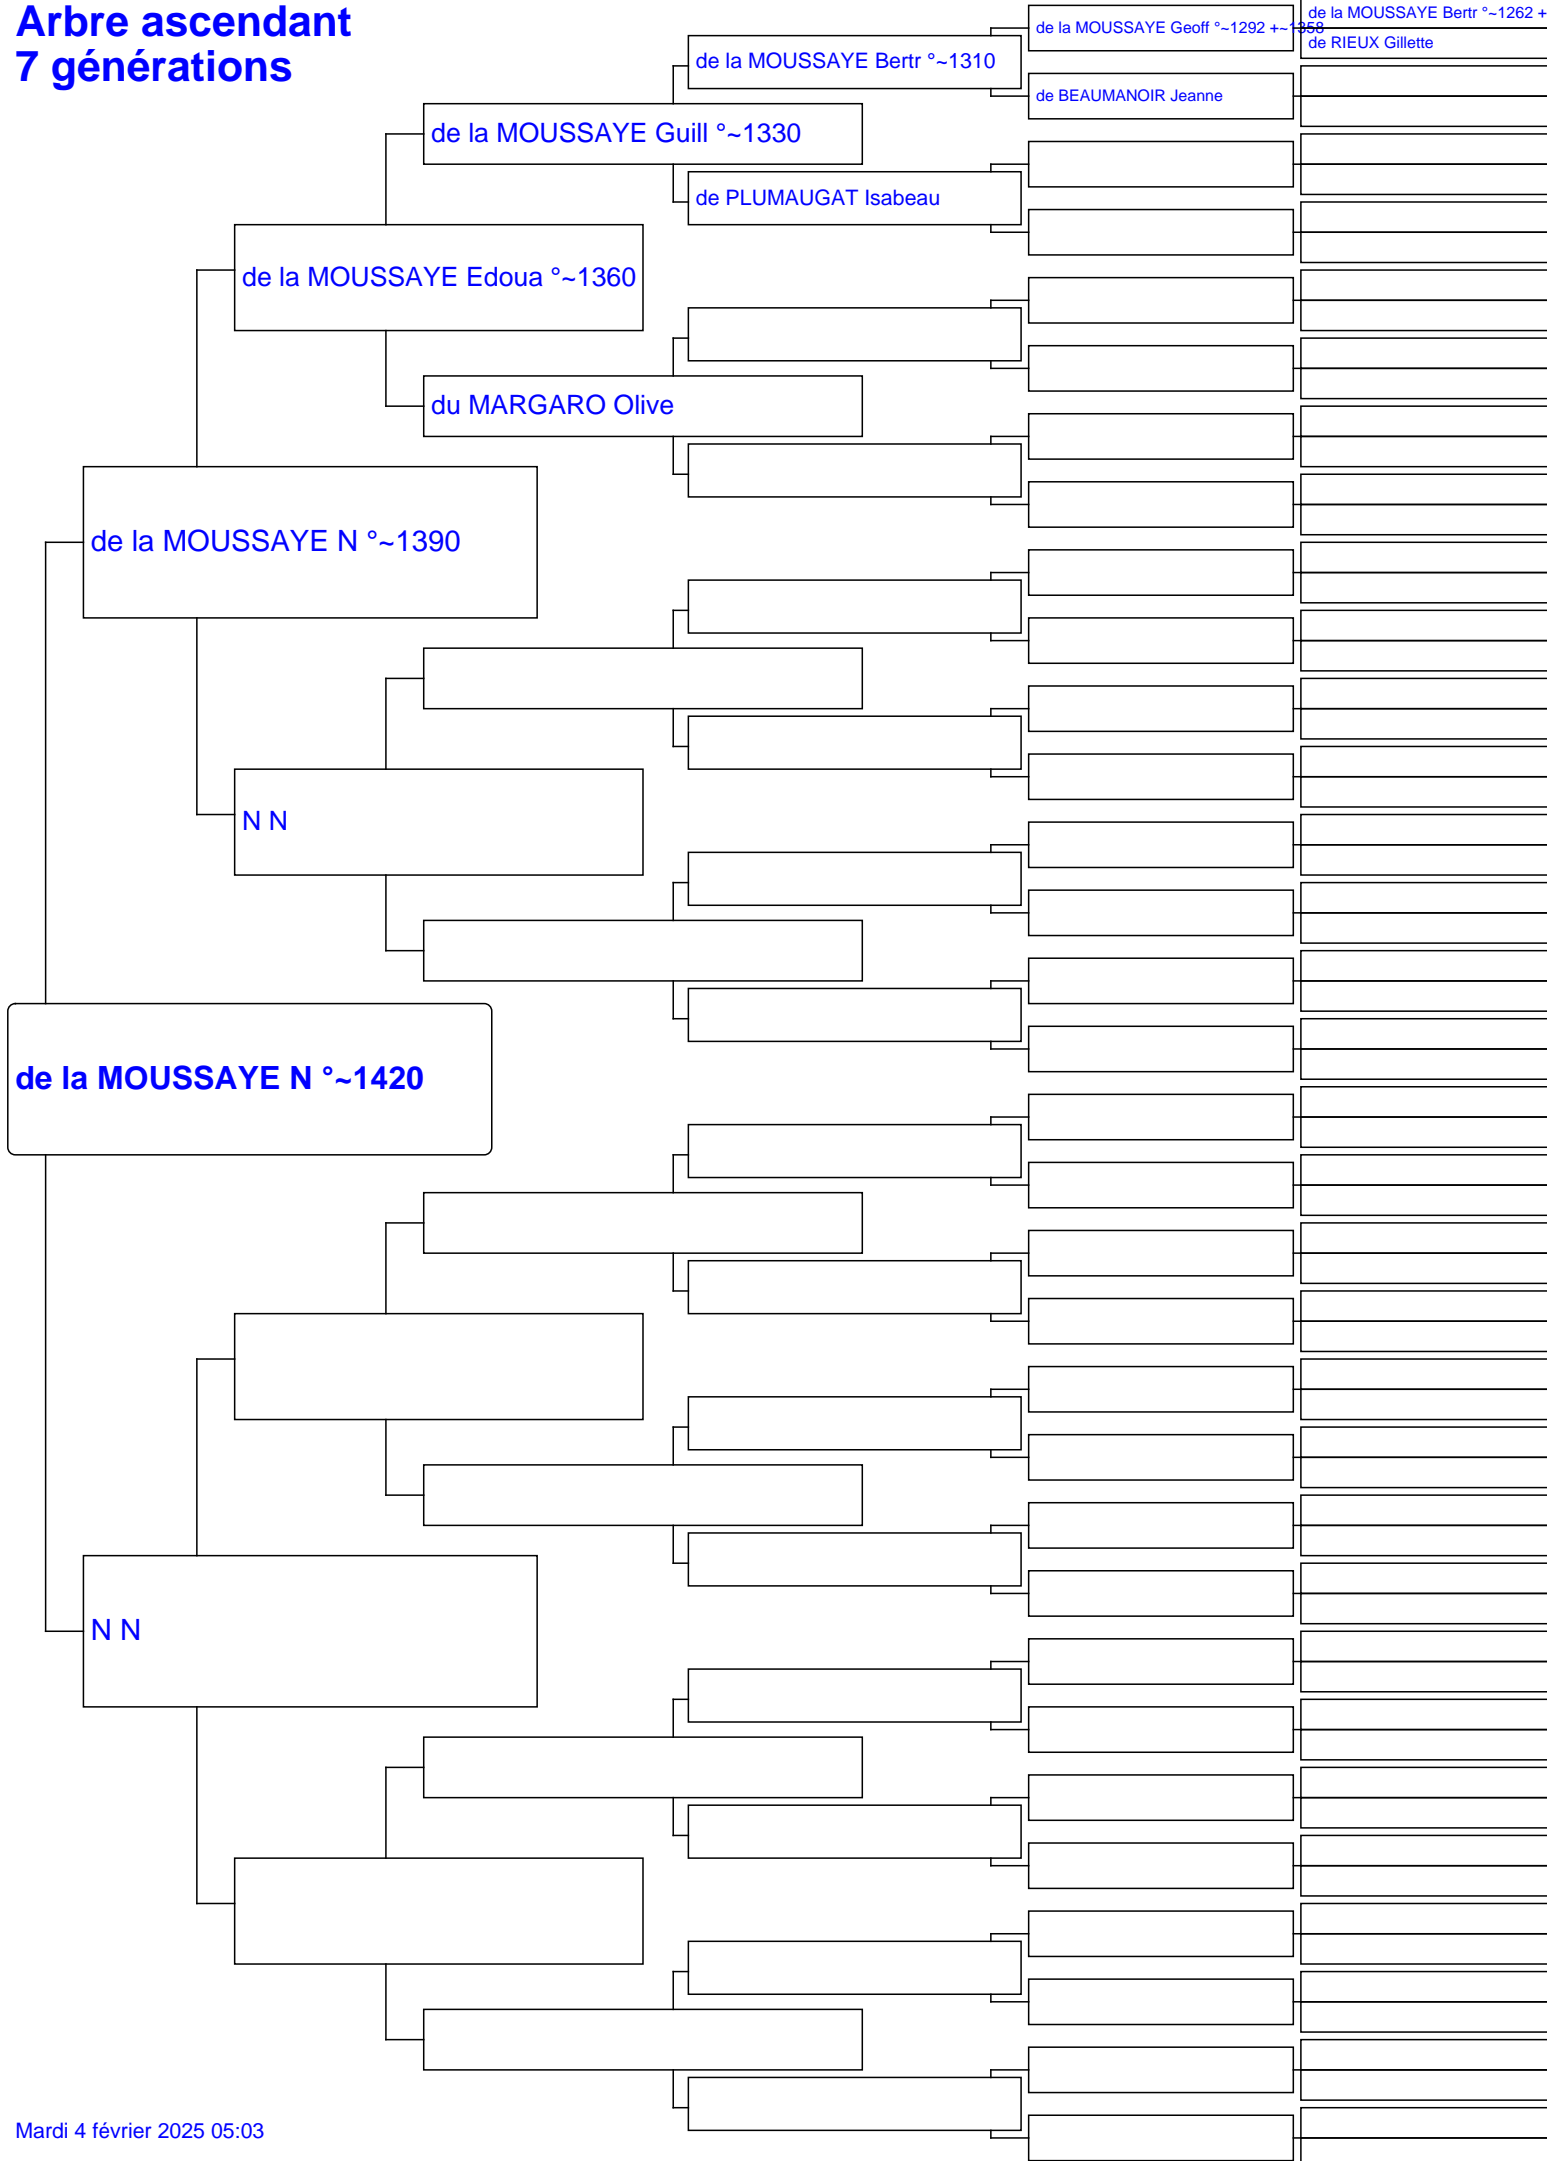 Arbre ascendant
7 générations
de la MOUSSAYE Bertr °~1262 +
de la MOUSSAYE Geoff °~1292 +~1358
de RIEUX Gillette
de la MOUSSAYE Bertr °~1310
de BEAUMANOIR Jeanne
de la MOUSSAYE Guill °~1330
de PLUMAUGAT Isabeau
de la MOUSSAYE Edoua °~1360
du MARGARO Olive
de la MOUSSAYE N °~1390
N N
de la MOUSSAYE N °~1420
N N
Mardi 4 février 2025 05:03